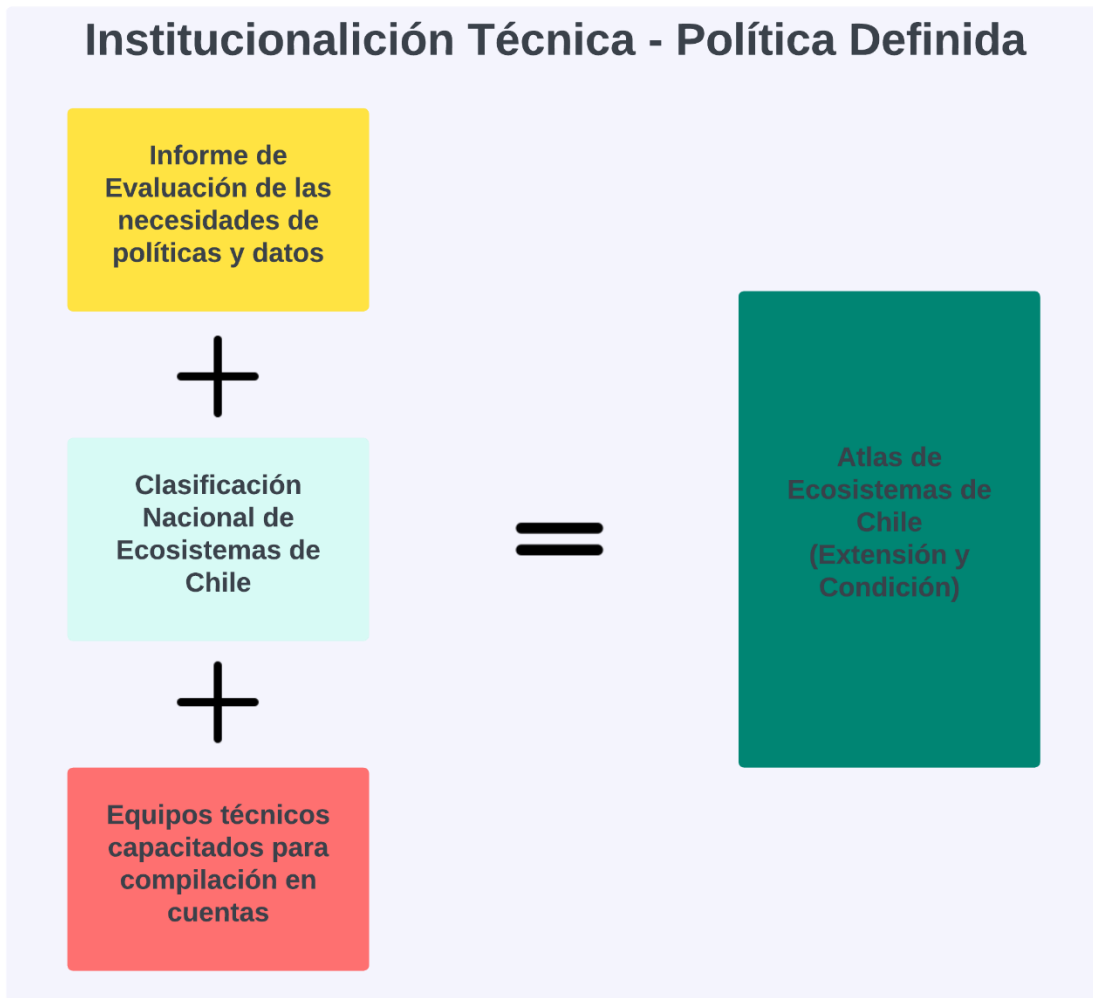 Institucionalición Técnica - Política Definida
Informe de
Evaluación de las
necesidades de
políticas y datos
Clasificación
Nacional de
Ecosistemas de
Chile
Equipos técnicos
capacitados para
compilación en
cuentas
Atlas de
Ecosistemas de
Chile
(Extensión y
Condición)